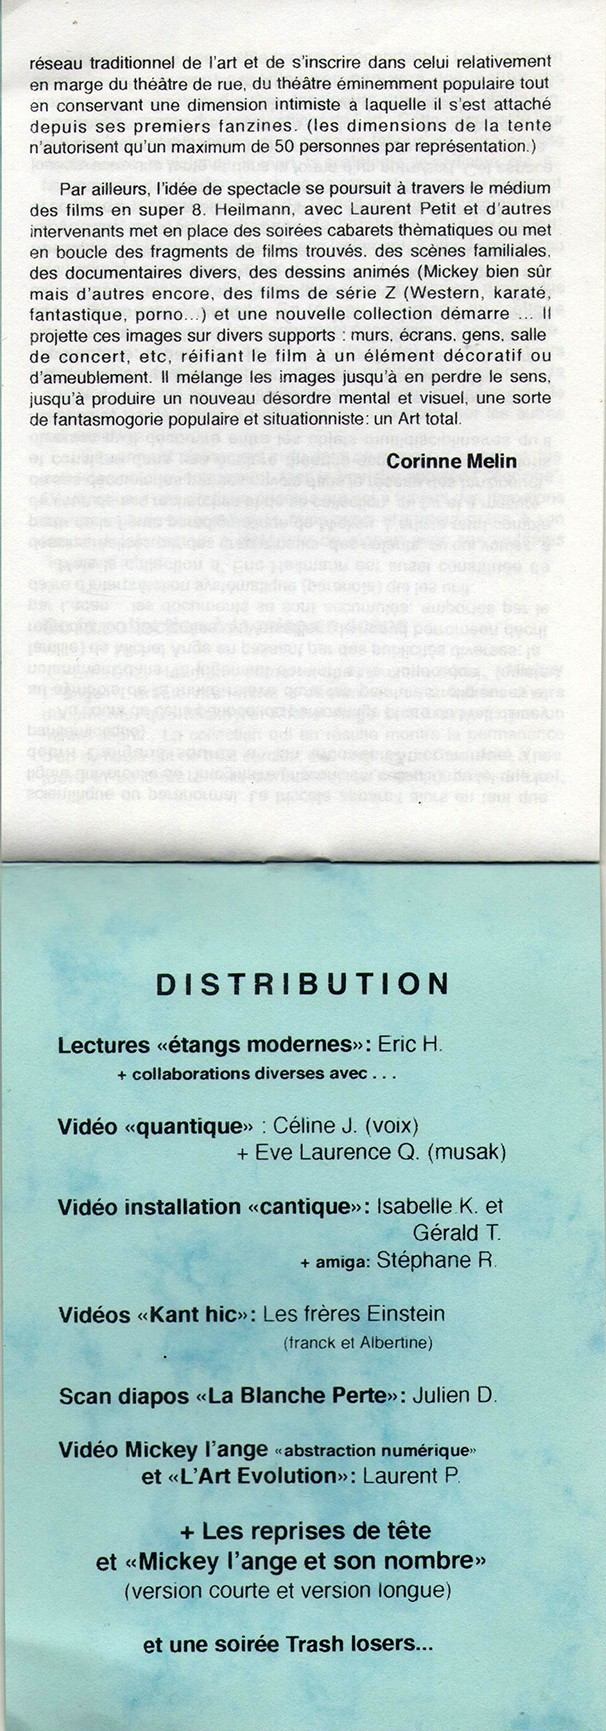 réseau traditionnel de l'art et de s'inscrire dans celui relativement
en marge du théàtre de rue, du théâtre éminemment populaire tout
en conservant une dimension intimiste à laquelle il s'est attaché
depuis ses premiers fanzines. (les dimensions de la tente
n'autorisent qu'un maximum de 50 personnes par représentation.)
Par ailleurs, l'idée de spectacle se poursuit à travers le médium
des films en super 8. Heilmann, avec Laurent Petit et d'autres
intervenants met en place des soirées cabarets thèmatiques ou met
en boucle des fragments de films trouvés, des scènes familiales,
des documentaires divers, des dessins animés (Mickey bien sûr
mais d'autres encore, des films de série Z (Western, karaté,
fantastique, porno...) et une nouvelle collection démarre ... Il
projette ces images sur divers supports : murs, écrans, gens, salle
de concert, etc, réifiant le film à un élément décoratif ou
d'ameublement. Il mélange les images jusqu'à en perdre le sens,
jusqu'à produire un nouveau désordre mental et visuel, une sorte
de fantasmogorie populaire et situationniste: un Art total.
Corinne Melin
DISTRIBUTION
Lectures «étangs modernes»: Eric H.
+ collaborations diverses avec . . .
Vidéo «quantique» : Céline J. (voix)
+ Eve Laurence Q. (musak)
Vidéo installation «cantique»: Isabelle K. et
Gérald T.
+ amiga: Stéphane R.
Vidéos «Kant hic»: Les frères Einstein
(franck et Albertine)
Scan diapos «La Blanche Perte»: Julien D.
Vidéo Mickey l'ange «abstraction numérique»
et «L'Art Evolution»: Laurent P.
+ Les reprises de tête
et «Mickey l'ange et son nombre»
(version courte et version longue)
et une soirée Trash losers...